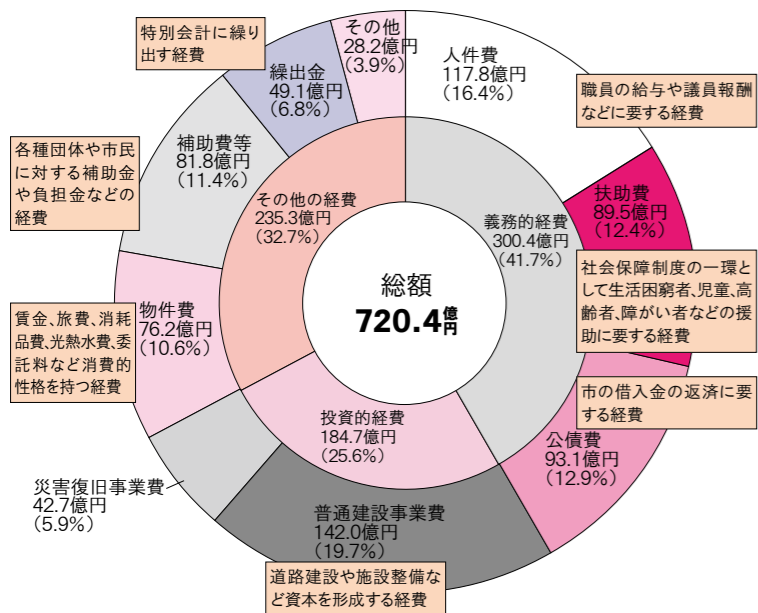 総額
720.4億円
義務的経費
300.4億円
(41.7%)
投資的経費
184.7億円
(25.6%)
その他の経費
235.3億円
(32.7%)
人件費
117.8億円
(16.4%)
職員の給与や議員報酬
などに要する経費
扶助費
89.5億円
(12.4%)
社会保障制度の一環と
して生活困窮者、児童、高
齢者、障がい者などの援
助に要する経費
市の借入金の返済に要
する経費
公債費
93.1億円
(12.9%)
普通建設事業費
142.0億円
(19.7%)
道路建設や施設整備な
ど資本を形成する経費
災害復旧事業費
42.7億円
(5.9%)
物件費
76.2億円
(10.6%)
賃金、旅費、消耗
品費、光熱水費、委
託料など消費的
性格を持つ経費
補助費等
81.8億円
(11.4%)
各種団体や市民
に対する補助金
や負担金などの
経費
繰出金
49.1億円
(6.8%)
特別会計に繰り
出す経費
その他
28.2億円
(3.9%)